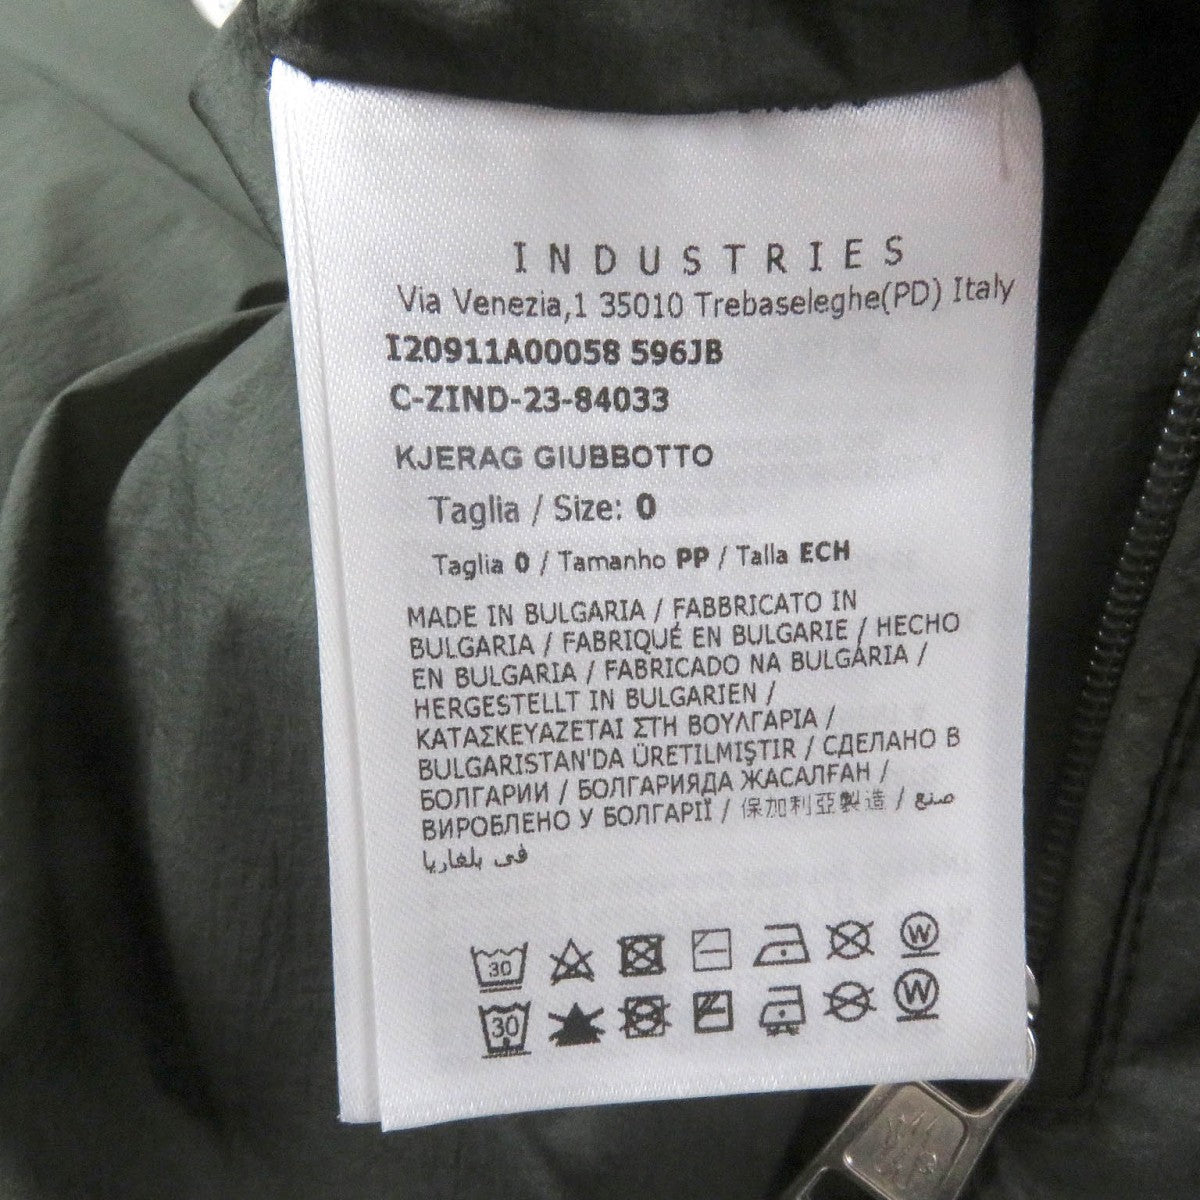 INDUSTRIES
Via Venezia,1 35010 Trebaseleghe(PD) Italy
I20911A00058 596JB
C-ZIND-23-84033
KJERAG GIUBBOTTO
Taglia / Size: 0
Taglia 0 / Tamanho PP / Talla ECH
MADE IN BULGARIA / FABBRICATO IN
BULGARIA / FABRIQUÉ EN BULGARIE / HECHO
EN BULGARIA / FABRICADO NA BULGÁRIA /
HERGESTELLT IN BULGARIEN /
ΚΑΤΑΣΚΕΥΑΖΕΤΑΙ ΣΤΗ ΒΟΥΛΓΑΡΙΑ /
BULGARISTAN'DA ÜRETILMIŞTIR / СДЕЛАНО В
БОЛГАРИИ / БОЛГАРИЯДА ЖАСАЛҒАН /
ВИРОБЛЕНО У БОЛГАРІЇ / 保加利亞製造 / صنع
في بلغاريا
30 W
30 W